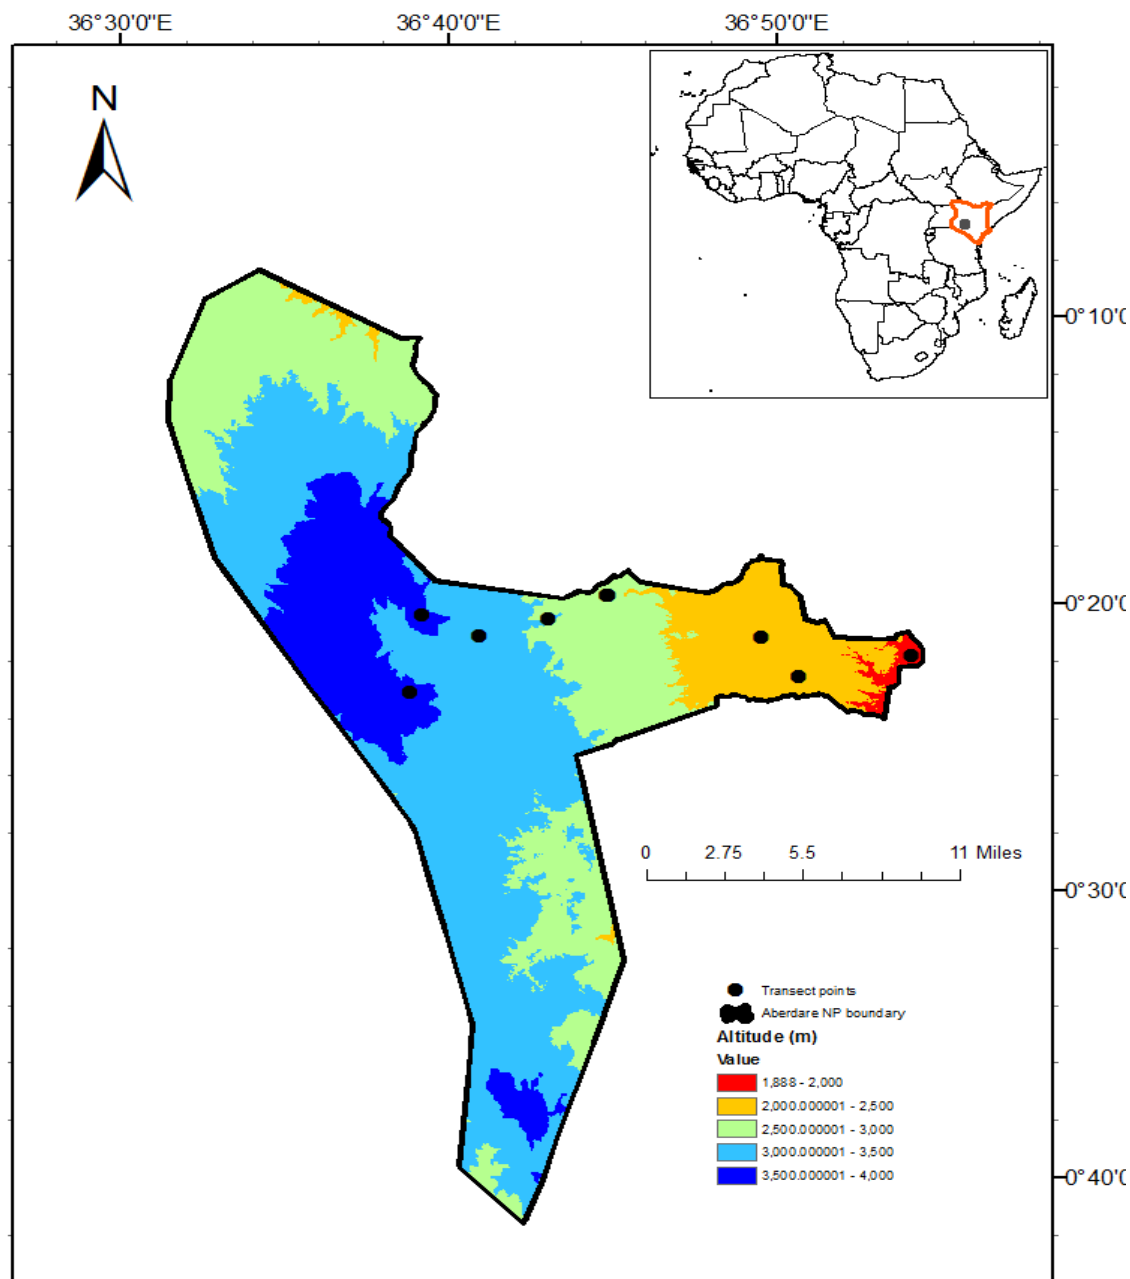 36°30'0"E 36°40'0"E 36°50'0"E
N
0°10'0
0°20'0
0°30'0
0°40'0
0 2.75 5.5 11 Miles
Transect points
Aberdare NP boundary
Altitude (m)
Value
1,888 - 2,000
2,000.000001 - 2,500
2,500.000001 - 3,000
3,000.000001 - 3,500
3,500.000001 - 4,000